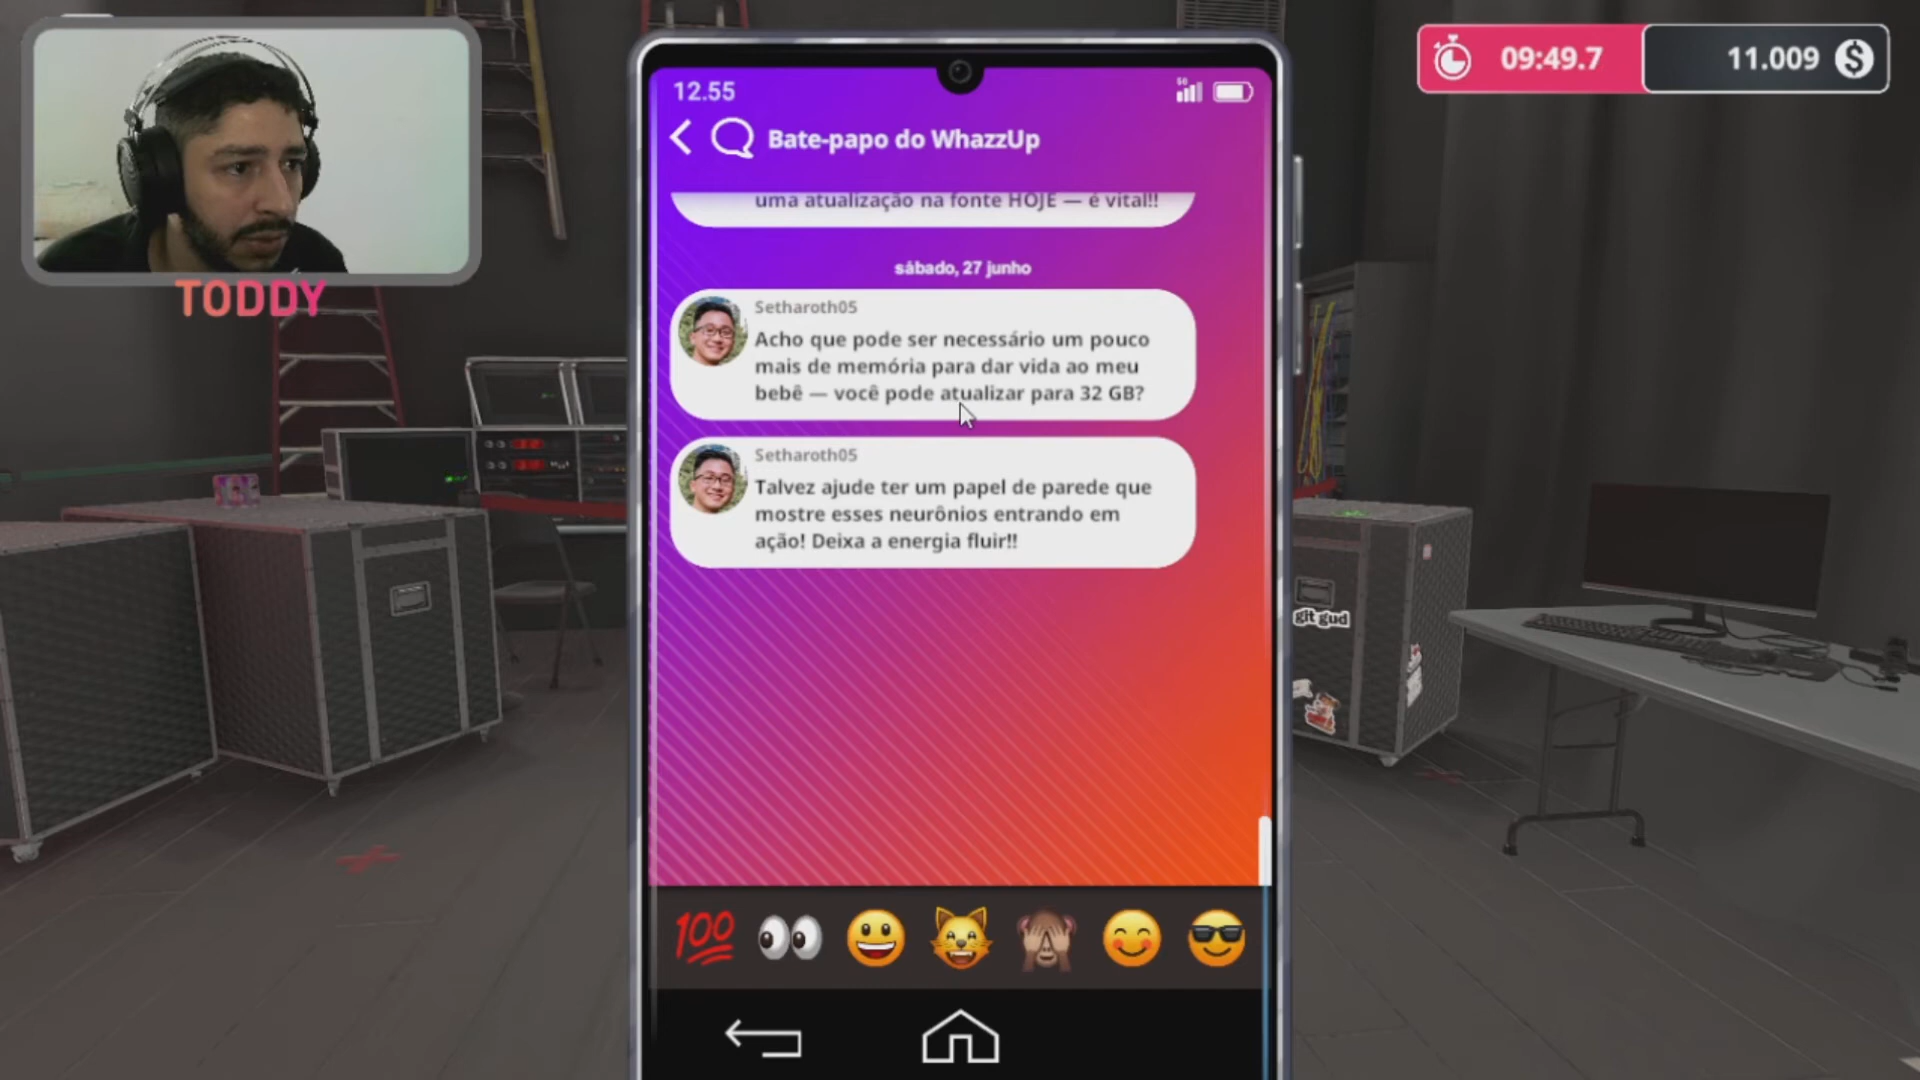 TODDY
09:49.7
11.009
12.55
5G
Bate-papo do WhazzUp
uma atualização na fonte HOJE — é vital!!
sábado, 27 junho
Setharoth05
Acho que pode ser necessário um pouco
mais de memória para dar vida ao meu
bebê — você pode atualizar para 32 GB?
Setharoth05
Talvez ajude ter um papel de parede que
mostre esses neurônios entrando em
ação! Deixa a energia fluir!!
git gud
100